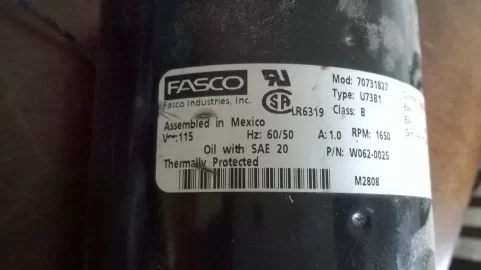 FASCO
Fasco Industries, Inc.
LR6319
Mod: 70731827
Type: U73B1
Class: B
Assembled in Mexico
V~:115 Hz: 60/50 A: 1.0 RPM: 1650
Oil with SAE 20 P/N: W062-0025
Thermally Protected
M2808